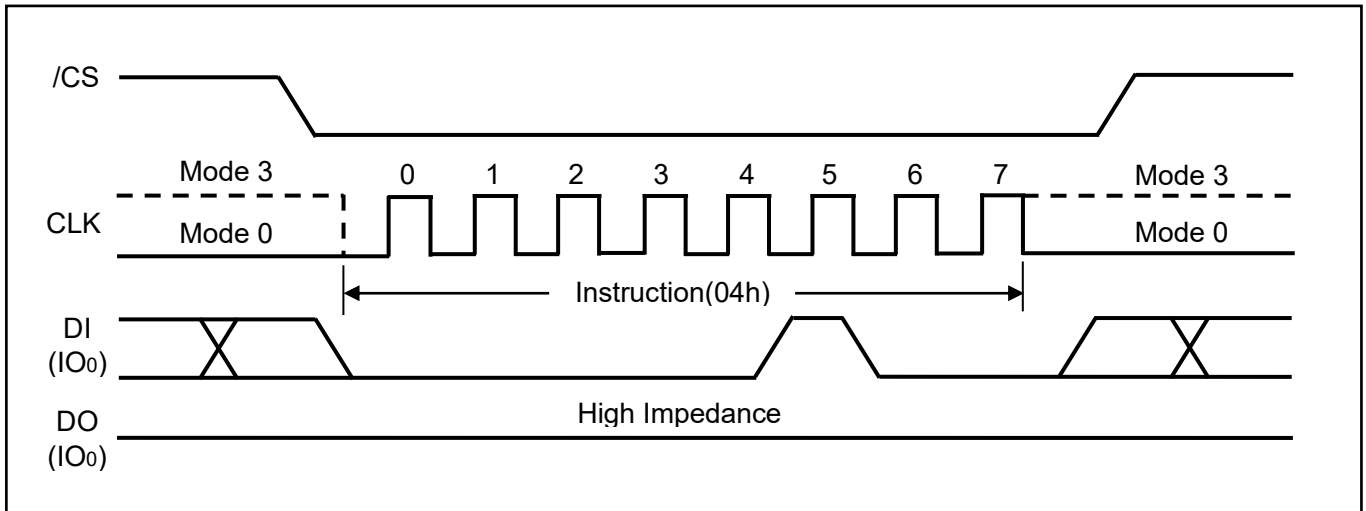 /CS
Mode 3 0 1 2 3 4 5 6 7 Mode 3
CLK
Mode 0 Mode 0
Instruction(04h)
DI
(IO0)
High Impedance
DO
(IO0)